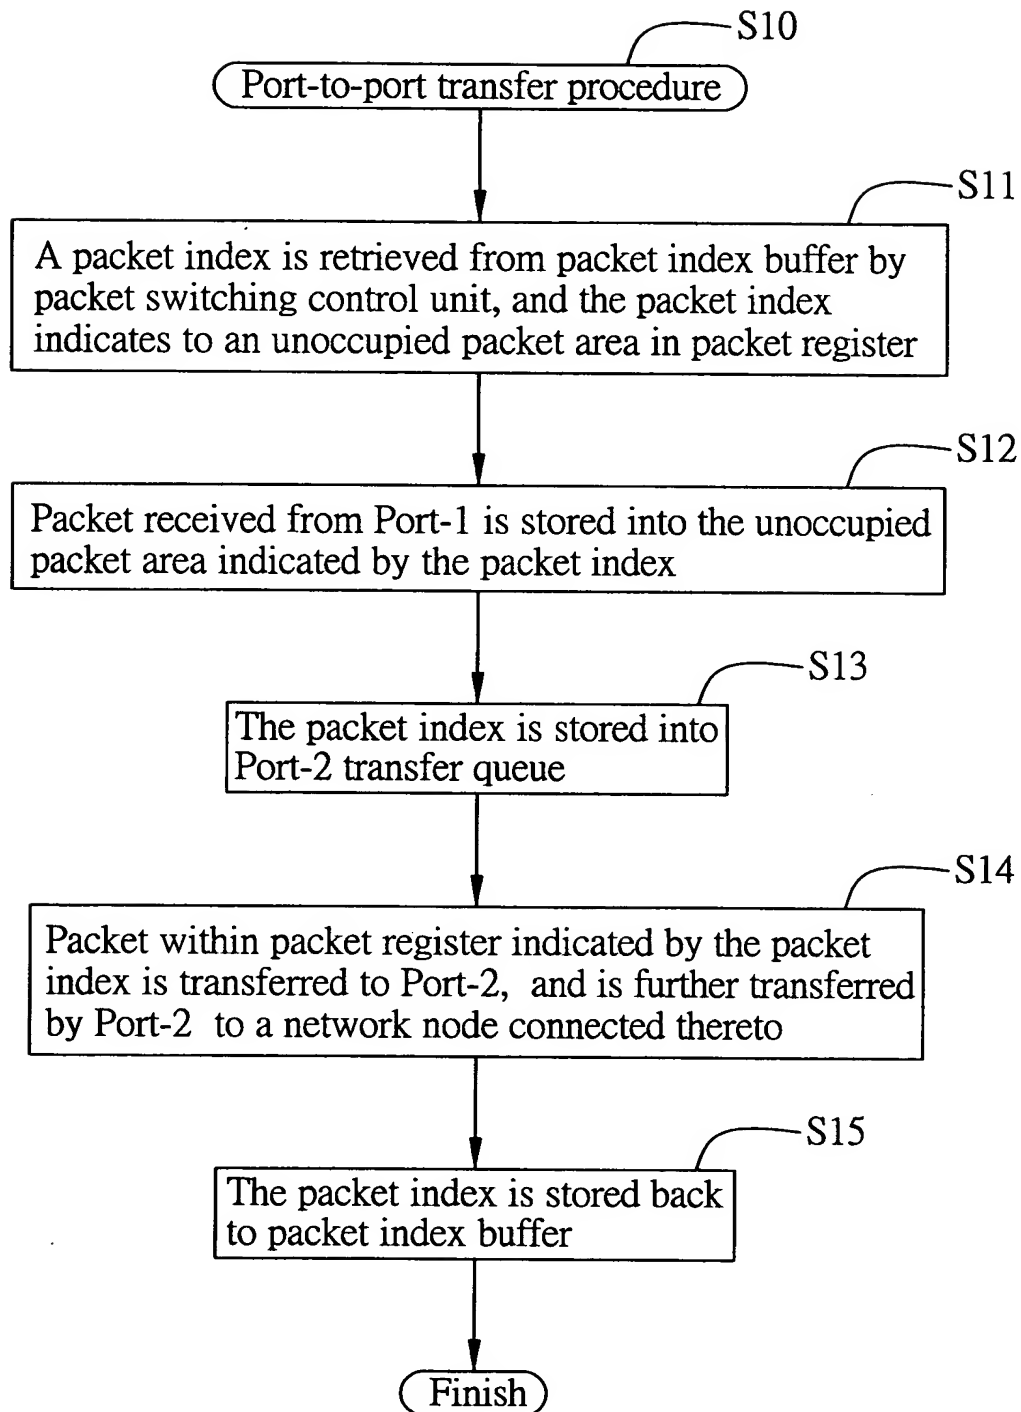 S10
Port-to-port transfer procedure
S11
A packet index is retrieved from packet index buffer by
packet switching control unit, and the packet index
indicates to an unoccupied packet area in packet register
S12
Packet received from Port-1 is stored into the unoccupied
packet area indicated by the packet index
S13
The packet index is stored into
Port-2 transfer queue
S14
Packet within packet register indicated by the packet
index is transferred to Port-2, and is further transferred
by Port-2 to a network node connected thereto
S15
The packet index is stored back
to packet index buffer
Finish